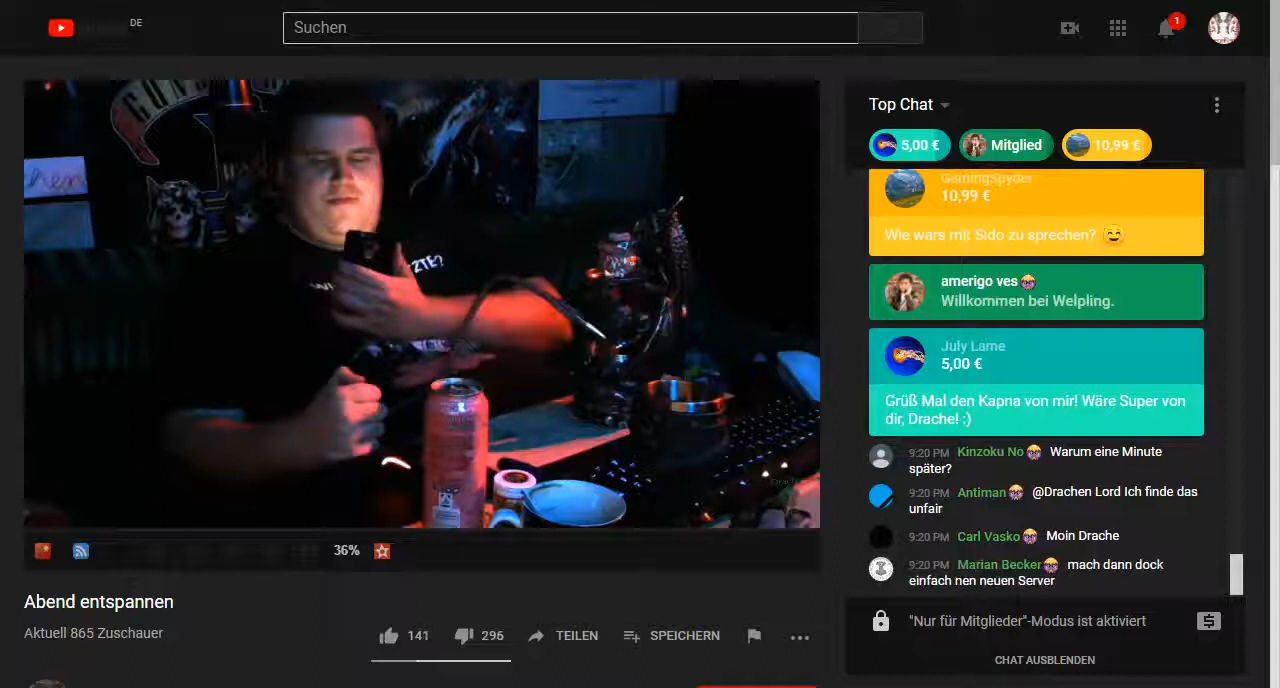 DE
Suchen
1
Top Chat
5,00 €
Mitglied
10,99 €
GamingSpyder
10,99 €
Wie wars mit Sido zu sprechen? 😊
amerigo ves
Willkommen bei Welpling.
July Lame
5,00 €
Grüß Mal den Kapna von mir! Wäre Super von
dir, Drache! :)
9:20 PM Kinzoku No Warum eine Minute
später?
9:20 PM Antiman @Drachen Lord Ich finde das
unfair
9:20 PM Carl Vasko Moin Drache
9:20 PM Marian Becker mach dann dock
einfach nen neuen Server
"Nur für Mitglieder"-Modus ist aktiviert
CHAT AUSBLENDEN
36%
Abend entspannen
Aktuell 865 Zuschauer
141
296
TEILEN
SPEICHERN